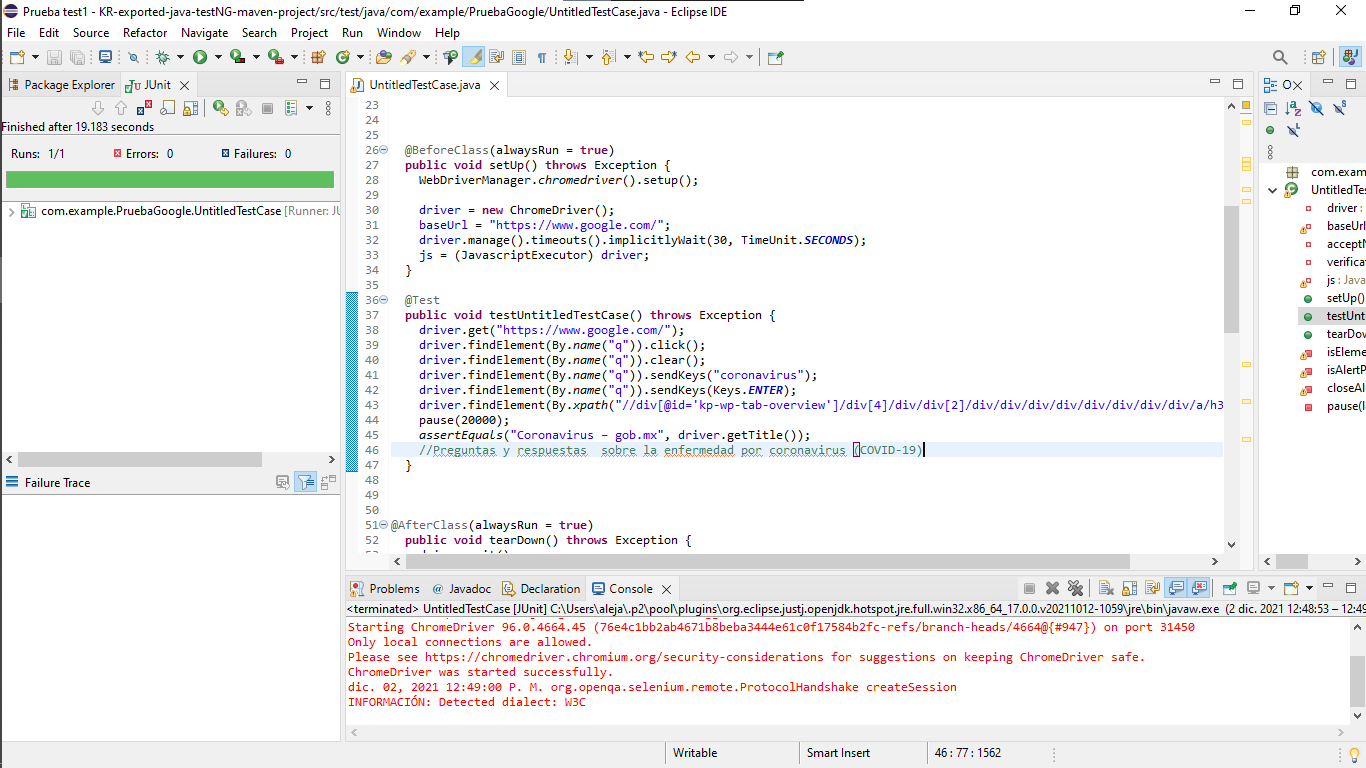 Prueba test1 - KR-exported-java-testNG-maven-project/src/test/java/com/example/PruebaGoogle/UntitledTestCase.java - Eclipse IDE
File Edit Source Refactor Navigate Search Project Run Window Help
Package Explorer JUnit
Finished after 19.183 seconds
Runs: 1/1 Errors: 0 Failures: 0
com.example.PruebaGoogle.UntitledTestCase [Runner: JU
Failure Trace
UntitledTestCase.java
23
24
25
26 @BeforeClass(alwaysRun = true)
27 public void setUp() throws Exception {
28 WebDriverManager.chromedriver().setup();
29
30 driver = new ChromeDriver();
31 baseUrl = "https://www.google.com/";
32 driver.manage().timeouts().implicitlyWait(30, TimeUnit.SECONDS);
33 js = (JavascriptExecutor) driver;
34 }
35
36 @Test
37 public void testUntitledTestCase() throws Exception {
38 driver.get("https://www.google.com/");
39 driver.findElement(By.name("q")).click();
40 driver.findElement(By.name("q")).clear();
41 driver.findElement(By.name("q")).sendKeys("coronavirus");
42 driver.findElement(By.name("q")).sendKeys(Keys.ENTER);
43 driver.findElement(By.xpath("//div[@id='kp-wp-tab-overview']/div[4]/div/div[2]/div/div/div/div/div/div/div/div/a/h3
44 pause(20000);
45 assertEquals("Coronavirus – gob.mx", driver.getTitle());
46 //Preguntas y respuestas  sobre la enfermedad por coronavirus (COVID-19)
47 }
48
49
50
51 @AfterClass(alwaysRun = true)
52 public void tearDown() throws Exception {
O
com.exam
UntitledTes
driver :
baseUrl
acceptN
verifica
js : Java
setUp()
testUnt
tearDov
isEleme
isAlertP
closeAl
pause(I
Problems Javadoc Declaration Console
<terminated> UntitledTestCase [JUnit] C:\Users\aleja\.p2\pool\plugins\org.eclipse.justj.openjdk.hotspot.jre.full.win32.x86_64_17.0.0.v20211012-1059\jre\bin\javaw.exe (2 dic. 2021 12:48:53 – 12:49
Starting ChromeDriver 96.0.4664.45 (76e4c1bb2ab4671b8beba3444e61c0f17584b2fc-refs/branch-heads/4664@{#947}) on port 31450
Only local connections are allowed.
Please see https://chromedriver.chromium.org/security-considerations for suggestions on keeping ChromeDriver safe.
ChromeDriver was started successfully.
dic. 02, 2021 12:49:00 P. M. org.openqa.selenium.remote.ProtocolHandshake createSession
INFORMACIÓN: Detected dialect: W3C
Writable Smart Insert 46 : 77 : 1562